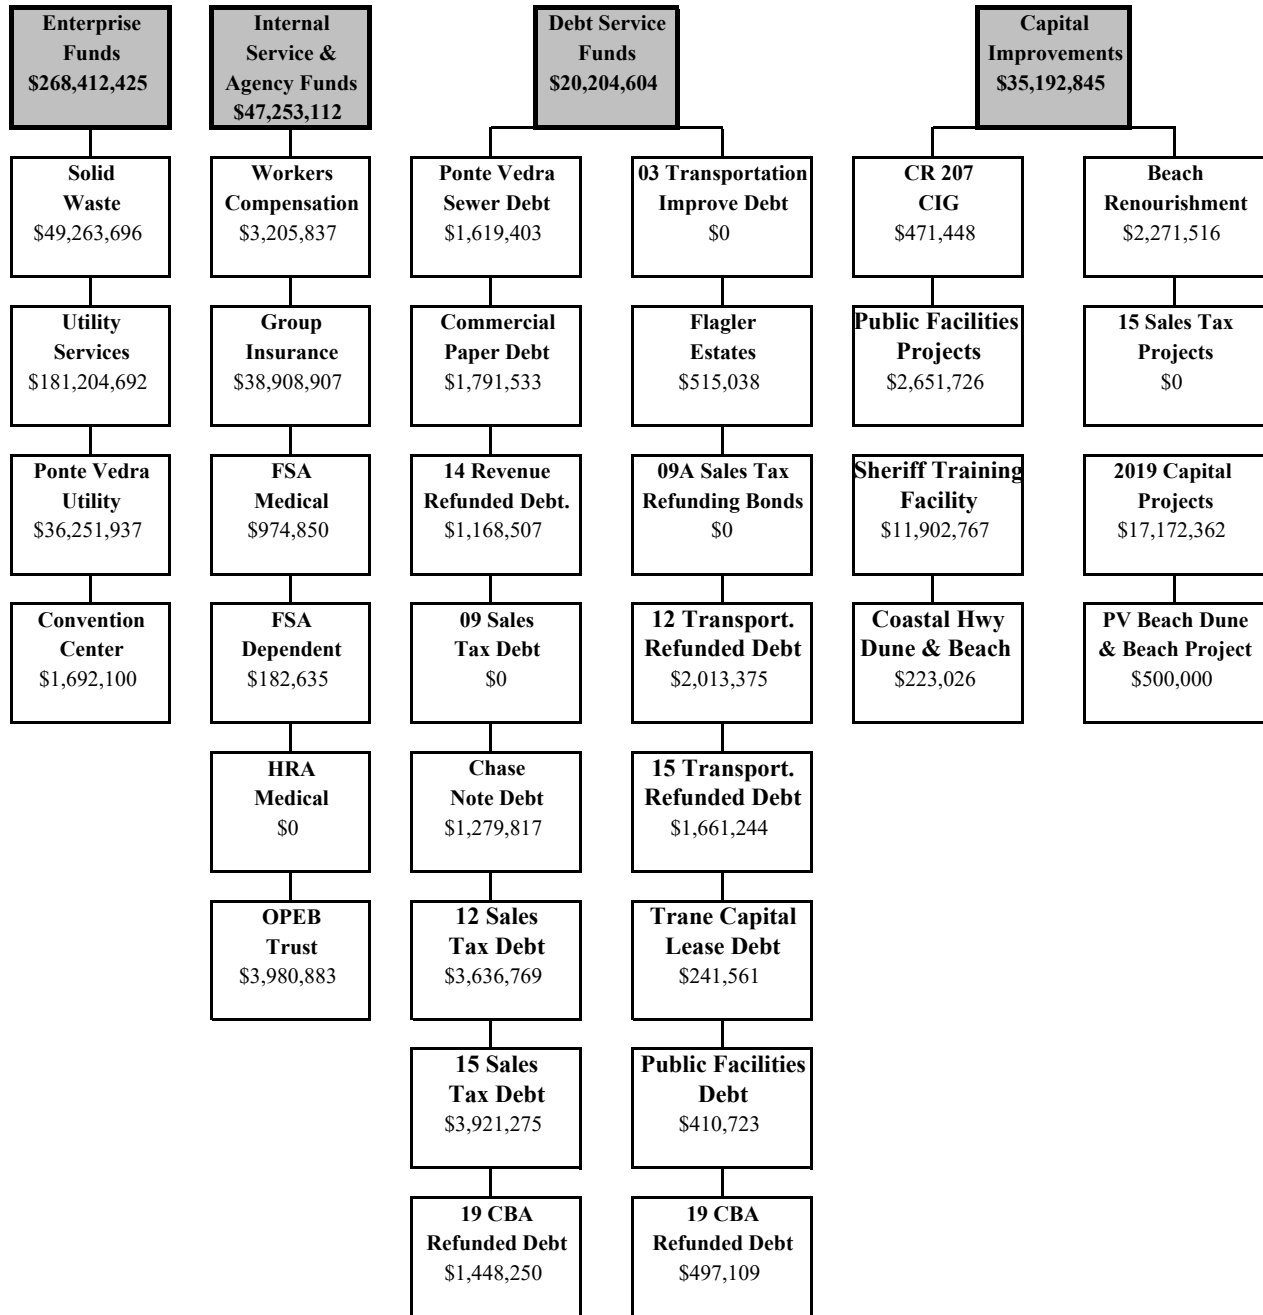 Enterprise
Funds
$268,412,425
Internal
Service &
Agency Funds
$47,253,112
Debt Service
Funds
$20,204,604
Capital
Improvements
$35,192,845
Solid
Waste
$49,263,696
Workers
Compensation
$3,205,837
Ponte Vedra
Sewer Debt
$1,619,403
03 Transportation
Improve Debt
$0
CR 207
CIG
$471,448
Beach
Renourishment
$2,271,516
Utility
Services
$181,204,692
Group
Insurance
$38,908,907
Commercial
Paper Debt
$1,791,533
Flagler
Estates
$515,038
Public Facilities
Projects
$2,651,726
15 Sales Tax
Projects
$0
Ponte Vedra
Utility
$36,251,937
FSA
Medical
$974,850
14 Revenue
Refunded Debt.
$1,168,507
09A Sales Tax
Refunding Bonds
$0
Sheriff Training
Facility
$11,902,767
2019 Capital
Projects
$17,172,362
Convention
Center
$1,692,100
FSA
Dependent
$182,635
09 Sales
Tax Debt
$0
12 Transport.
Refunded Debt
$2,013,375
Coastal Hwy
Dune & Beach
$223,026
PV Beach Dune
& Beach Project
$500,000
HRA
Medical
$0
Chase
Note Debt
$1,279,817
15 Transport.
Refunded Debt
$1,661,244
OPEB
Trust
$3,980,883
12 Sales
Tax Debt
$3,636,769
Trane Capital
Lease Debt
$241,561
15 Sales
Tax Debt
$3,921,275
Public Facilities
Debt
$410,723
19 CBA
Refunded Debt
$1,448,250
19 CBA
Refunded Debt
$497,109